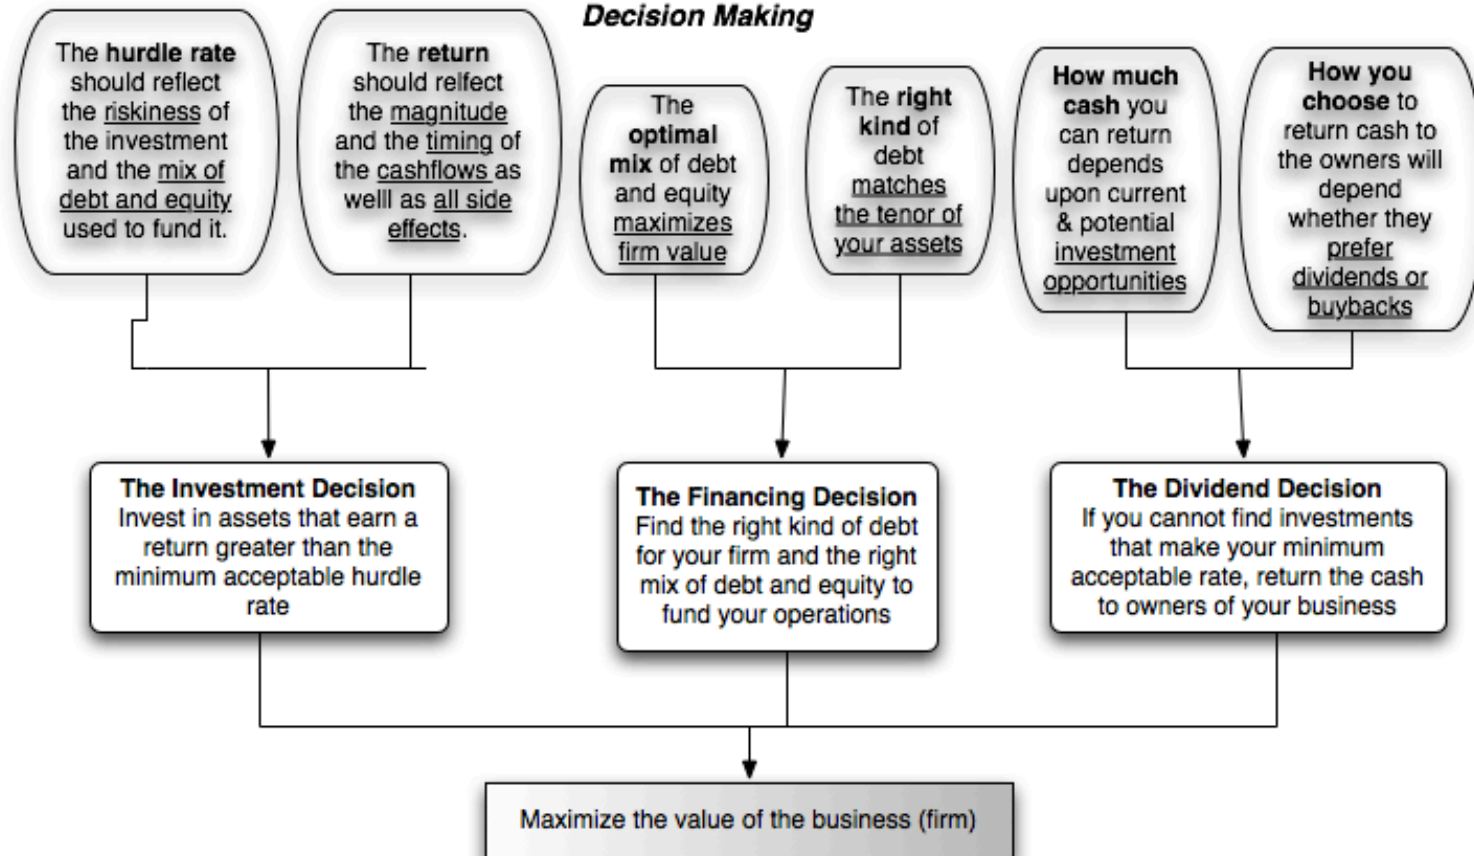 Decision Making
The hurdle rate
should reflect
the riskiness of
the investment
and the mix of
debt and equity
used to fund it.
The return
should relfect
the magnitude
and the timing of
the cashflows as
welll as all side
effects.
The
optimal
mix of debt
and equity
maximizes
firm value
The right
kind of
debt
matches
the tenor of
your assets
How much
cash you
can return
depends
upon current
& potential
investment
opportunities
How you
choose to
return cash to
the owners will
depend
whether they
prefer
dividends or
buybacks
The Investment Decision
Invest in assets that earn a
return greater than the
minimum acceptable hurdle
rate
The Financing Decision
Find the right kind of debt
for your firm and the right
mix of debt and equity to
fund your operations
The Dividend Decision
If you cannot find investments
that make your minimum
acceptable rate, return the cash
to owners of your business
Maximize the value of the business (firm)